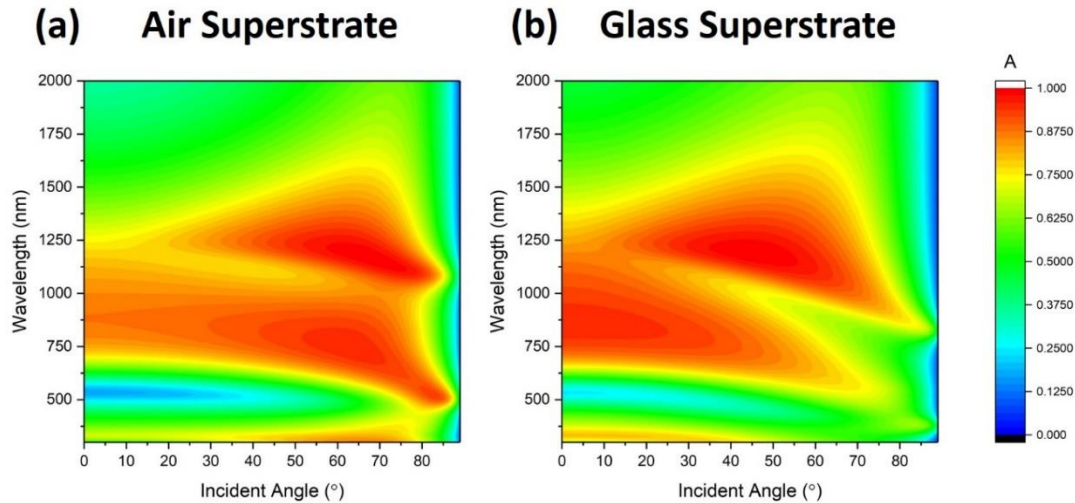 (a) Air Superstrate
(b) Glass Superstrate
A
2000
1750
1500
1250
1000
750
500
Wavelength (nm)
0 10 20 30 40 50 60 70 80
Incident Angle (°)
2000
1750
1500
1250
1000
750
500
Wavelength (nm)
0 10 20 30 40 50 60 70 80
Incident Angle (°)
1.000
0.8750
0.7500
0.6250
0.5000
0.3750
0.2500
0.1250
0.000